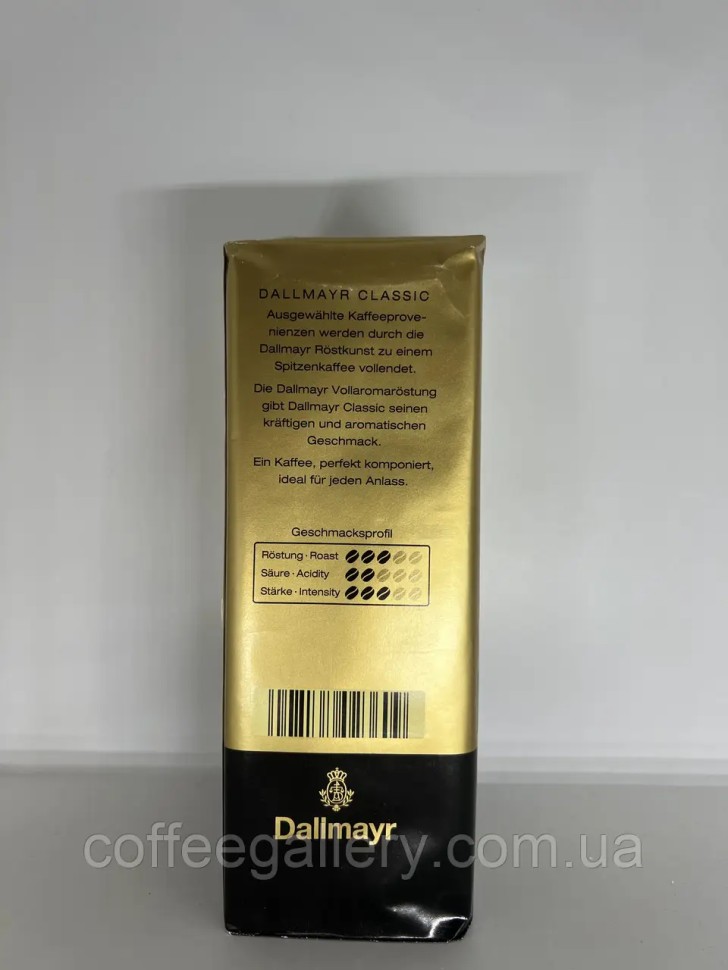 DALLMAYR CLASSIC
Ausgewählte Kaffeeprove-
nienzen werden durch die
Dallmayr Röstkunst zu einem
Spitzenkaffee vollendet.
Die Dallmayr Vollaromaröstung
gibt Dallmayr Classic seinen
kräftigen und aromatischen
Geschmack.
Ein Kaffee, perfekt komponiert,
ideal für jeden Anlass.
Geschmacksprofil
Röstung · Roast
Säure · Acidity
Stärke · Intensity
Dallmayr
coffeegallery.com.ua